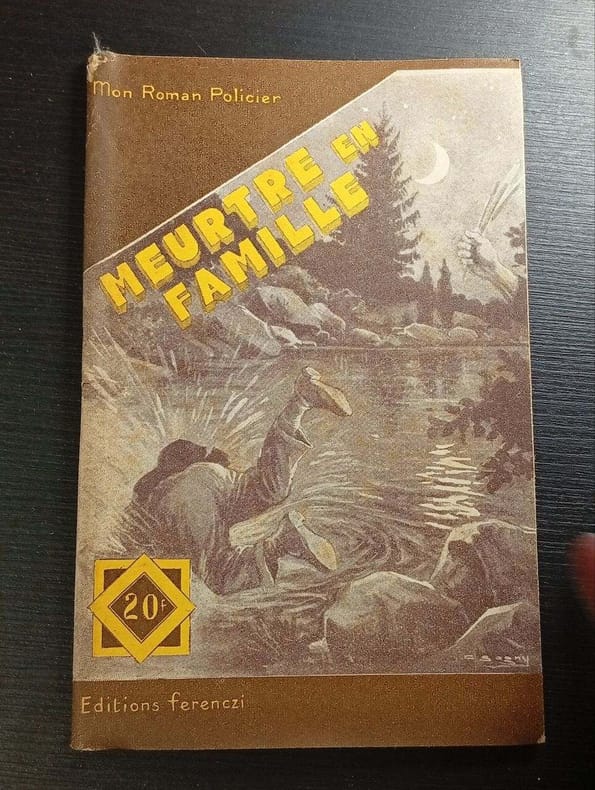 Mon Roman Policier
MEURTRE EN
FAMILLE
20F
Editions ferenczi